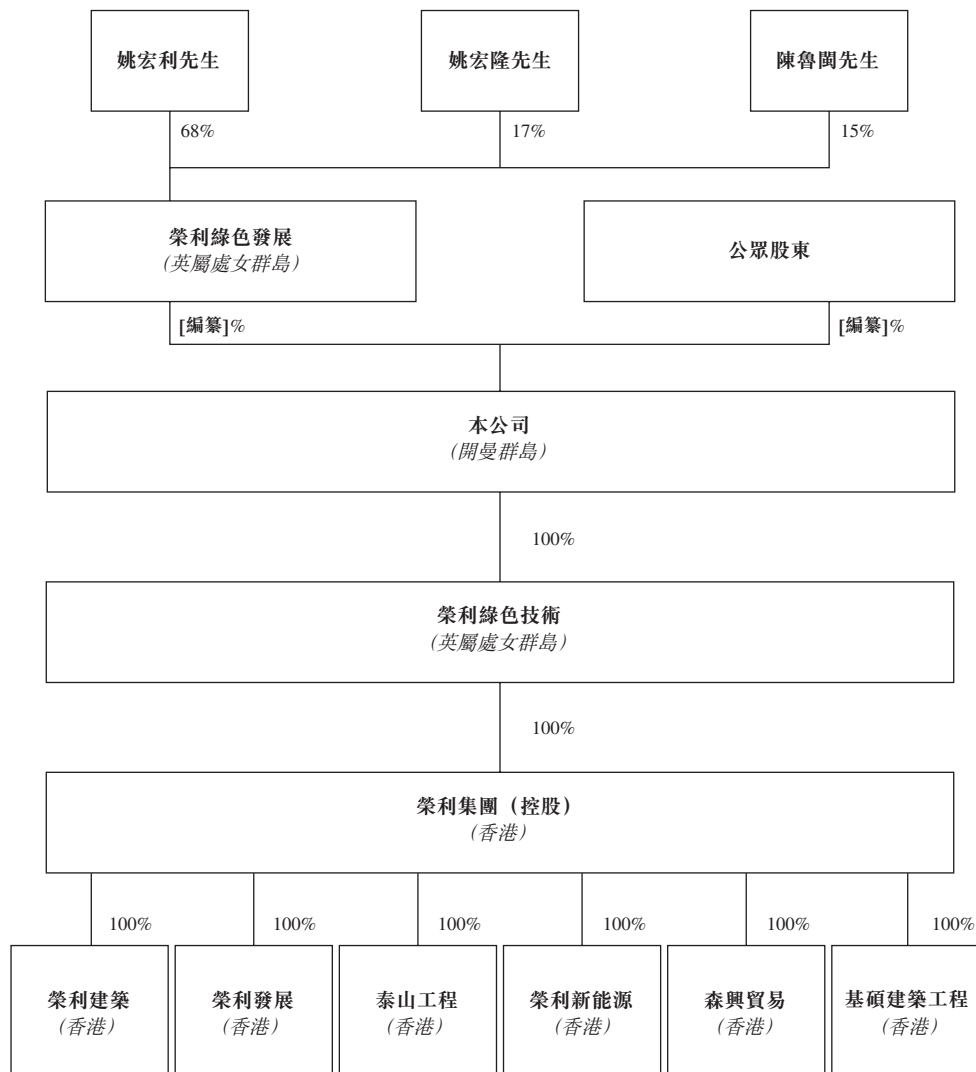 姚宏利先生
姚宏隆先生
陳魯閩先生
68%
17%
15%
榮利綠色發展
(英屬處女群島)
公眾股東
[編纂]%
[編纂]%
本公司
(開曼群島)
100%
榮利綠色技術
(英屬處女群島)
100%
榮利集團（控股）
(香港)
100%
100%
100%
100%
100%
100%
榮利建築
(香港)
榮利發展
(香港)
泰山工程
(香港)
榮利新能源
(香港)
森興貿易
(香港)
基碩建築工程
(香港)